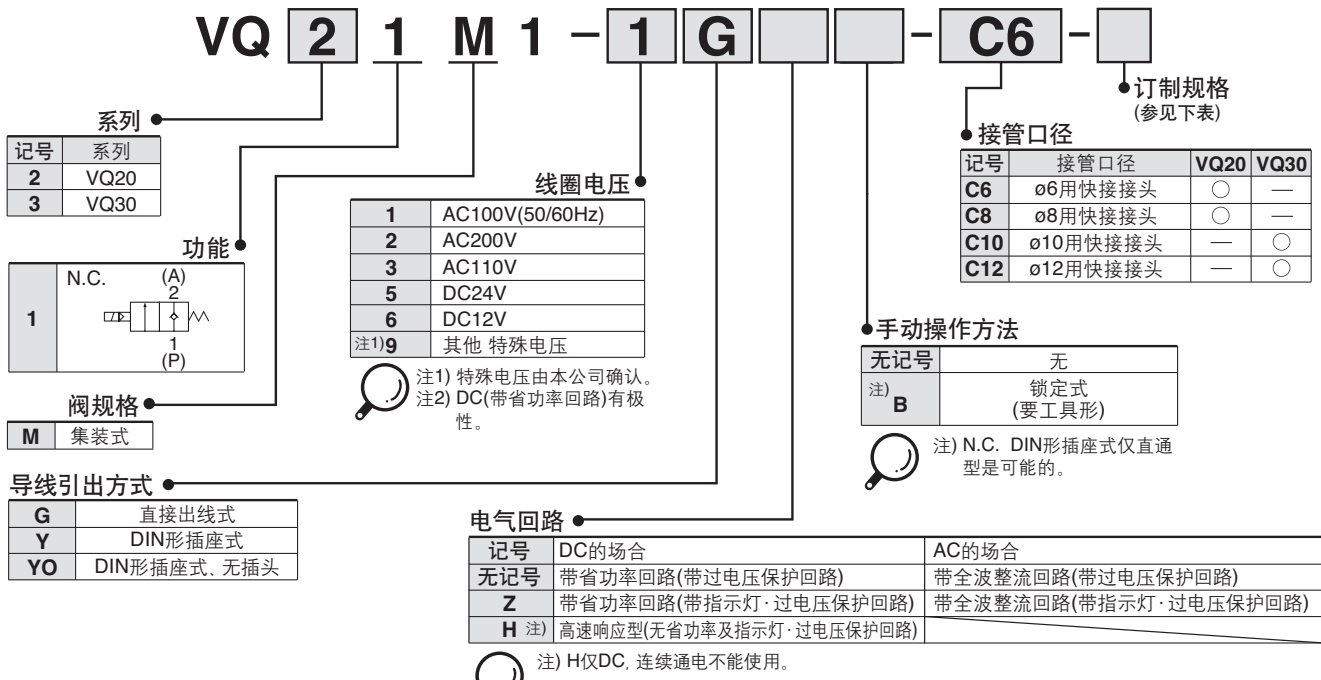 VQ 2 1 M 1 – 1 G – C6 –
系列
记号 系列
2 VQ20
3 VQ30
功能
1 N.C. (A)
2
1
(P)
阀规格
M 集装式
导线引出方式
G 直接出线式
Y DIN形插座式
YO DIN形插座式、无插头
线圈电压
1 AC100V(50/60Hz)
2 AC200V
3 AC110V
5 DC24V
6 DC12V
注1)9 其他 特殊电压
注1) 特殊电压由本公司确认。
注2) DC(带省功率回路)有极
性。
订制规格
(参见下表)
接管口径
记号 接管口径 VQ20 VQ30
C6 ø6用快接接头 ○ —
C8 ø8用快接接头 ○ —
C10 ø10用快接接头 — ○
C12 ø12用快接接头 — ○
手动操作方法
无记号 无
注) B 锁定式
(要工具形)
注) N.C. DIN形插座式仅直通
型是可能的。
电气回路
记号 DC的场合 AC的场合
无记号 带省功率回路(带过电压保护回路) 带全波整流回路(带过电压保护回路)
Z 带省功率回路(带指示灯·过电压保护回路) 带全波整流回路(带指示灯·过电压保护回路)
H 注) 高速响应型(无省功率及指示灯·过电压保护回路)
注) H仅DC, 连续通电不能使用。